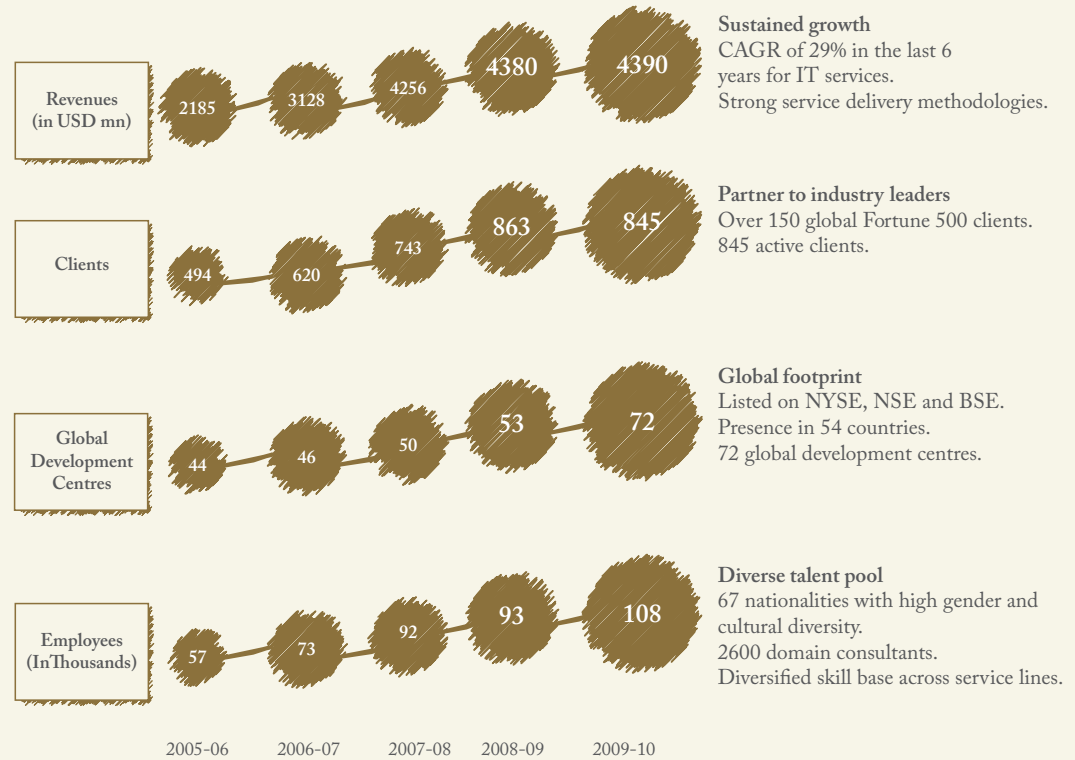 Revenues
(in USD mn)
2185
3128
4256
4380
4390
Sustained growth
CAGR of 29% in the last 6
years for IT services.
Strong service delivery methodologies.
Clients
494
620
743
863
845
Partner to industry leaders
Over 150 global Fortune 500 clients.
845 active clients.
Global
Development
Centres
44
46
50
53
72
Global footprint
Listed on NYSE, NSE and BSE.
Presence in 54 countries.
72 global development centres.
Employees
(InThousands)
57
73
92
93
108
Diverse talent pool
67 nationalities with high gender and
cultural diversity.
2600 domain consultants.
Diversified skill base across service lines.
2005-06
2006-07
2007-08
2008-09
2009-10